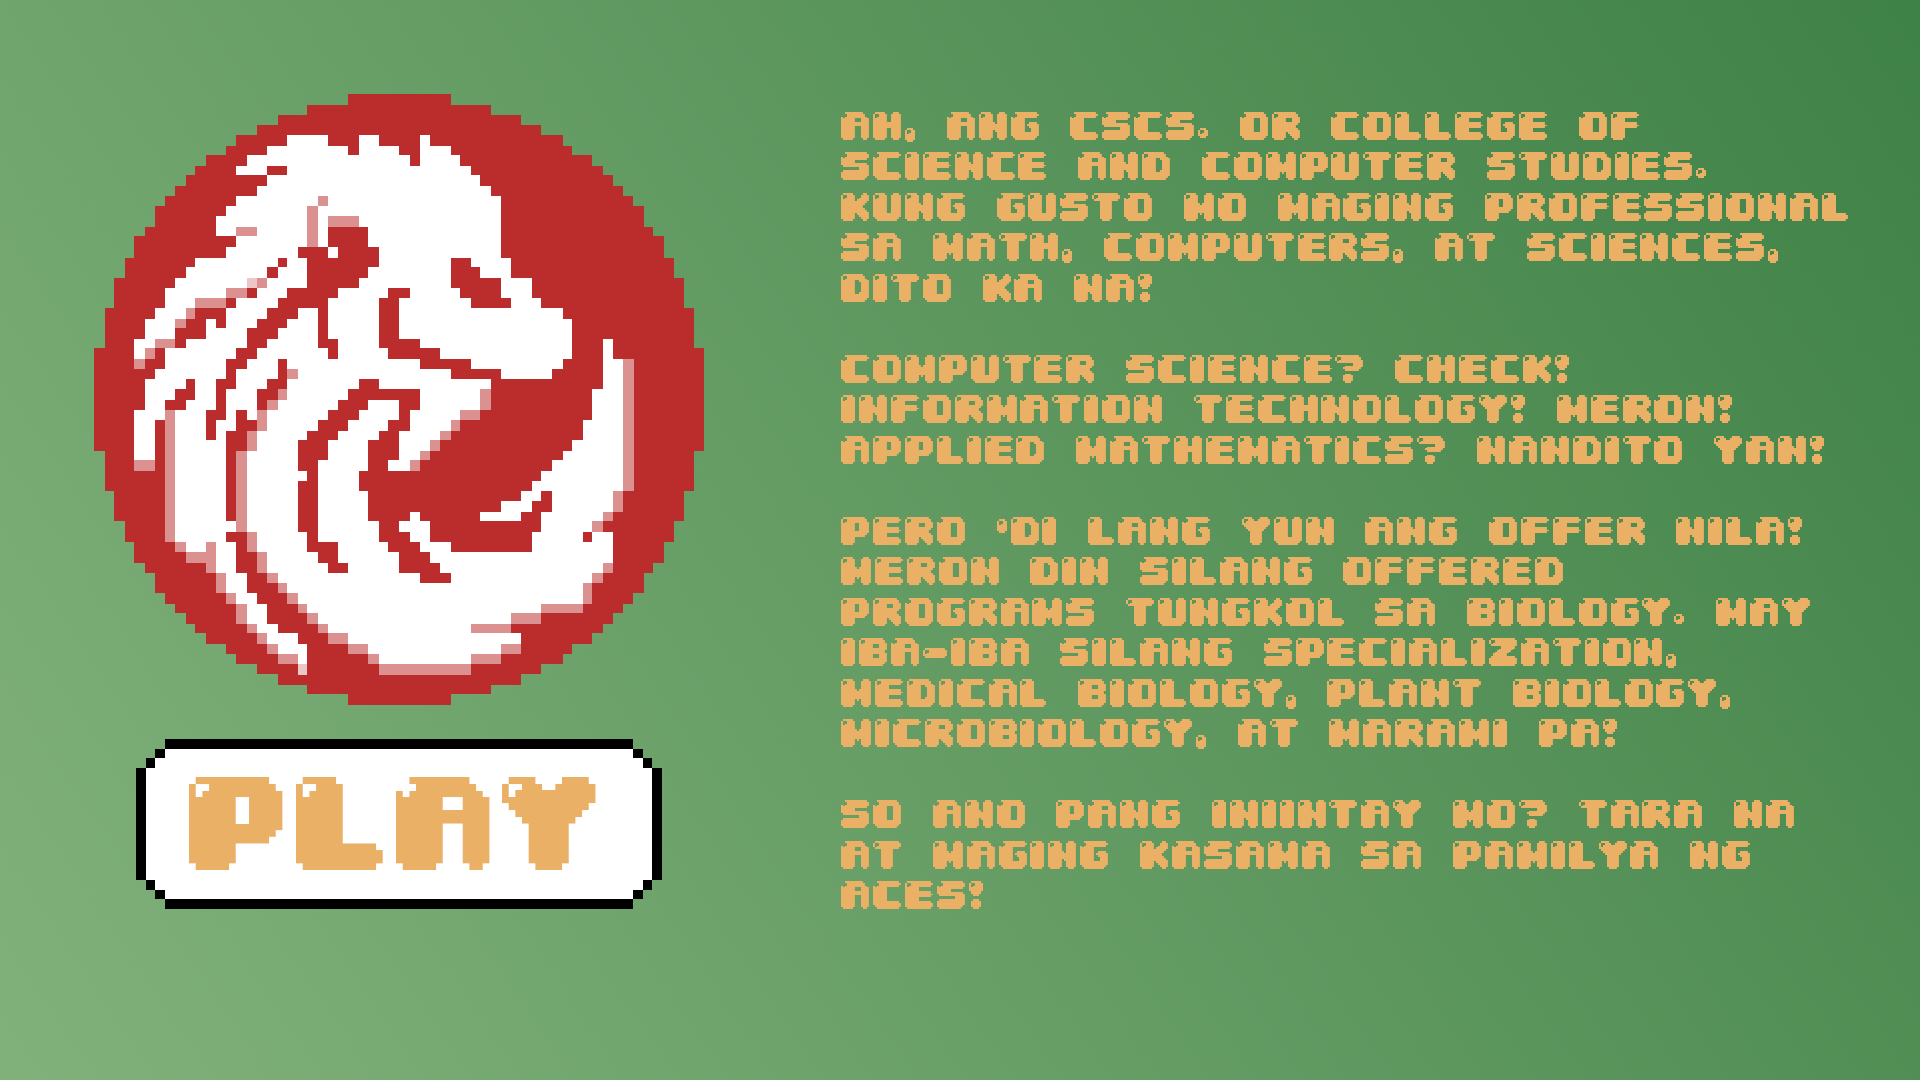 AH, ANG CSCS. OR COLLEGE OF
SCIENCE AND COMPUTER STUDIES.
KUNG GUSTO MO MAGING PROFESSIONAL
SA MATH, COMPUTERS, AT SCIENCES,
DITO KA NA!
COMPUTER SCIENCE? CHECK!
INFORMATION TECHNOLOGY! MERON!
APPLIED MATHEMATICS? NANDITO YAN!
PERO 'DI LANG YUN ANG OFFER NILA!
MERON DIN SILANG OFFERED
PROGRAMS TUNGKOL SA BIOLOGY. MAY
IBA-IBA SILANG SPECIALIZATION,
MEDICAL BIOLOGY, PLANT BIOLOGY,
MICROBIOLOGY, AT MARAMI PA!
SO ANO PANG INIINTAY MO? TARA NA
AT MAGING KASAMA SA PAMILYA NG
ACES!
PLAY